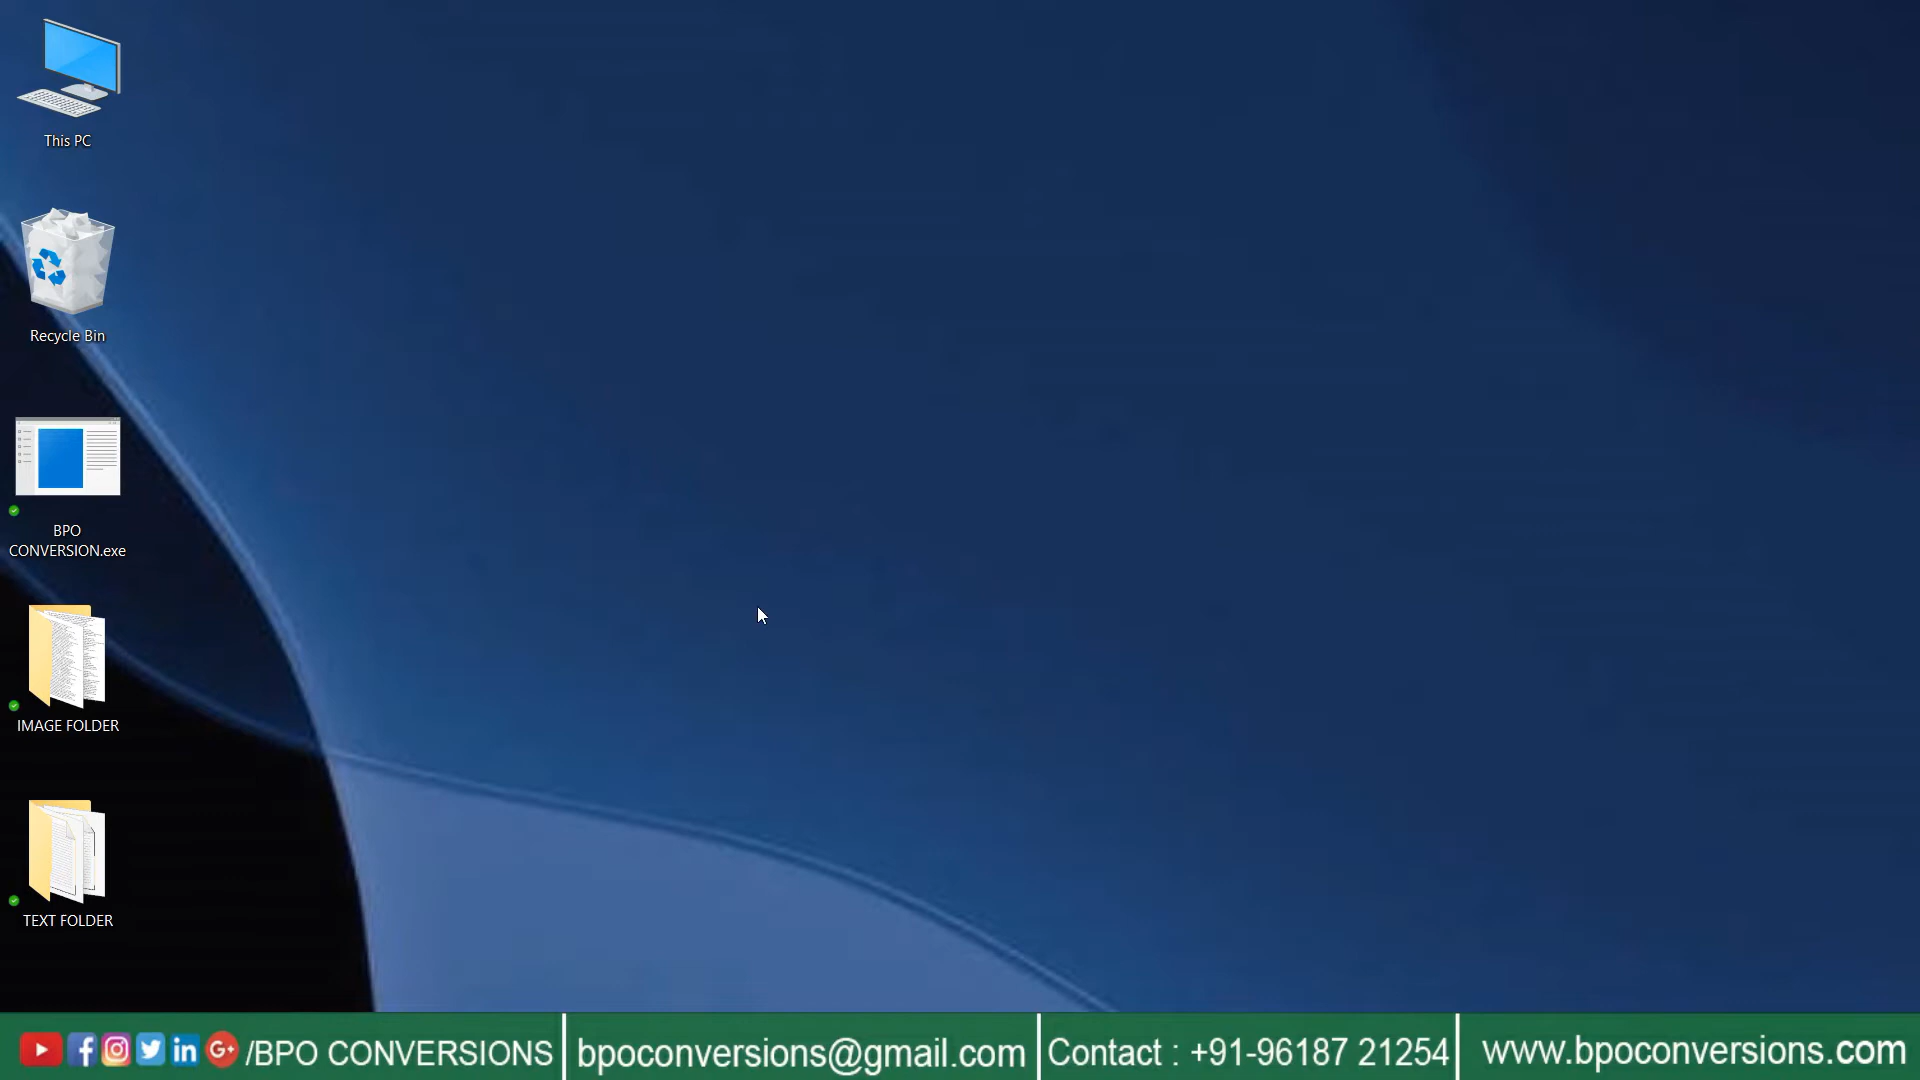 This PC
Recycle Bin
BPO
CONVERSION.exe
IMAGE FOLDER
TEXT FOLDER
/BPO CONVERSIONS
bpoconversions@gmail.com
Contact : +91-96187 21254
www.bpoconversions.com